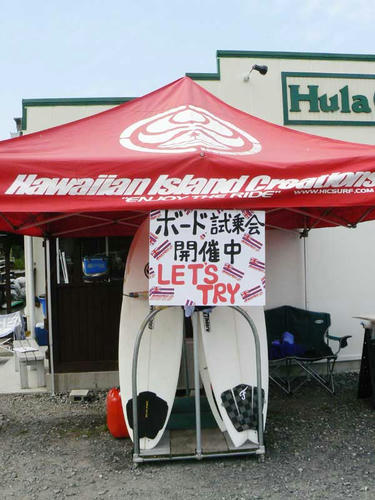 Hula
Hawaiian Island Creations
"ENJOY THE RIDE"
WWW.HICSURF.COM
ボード試乗会
開催中
LET'S
TRY